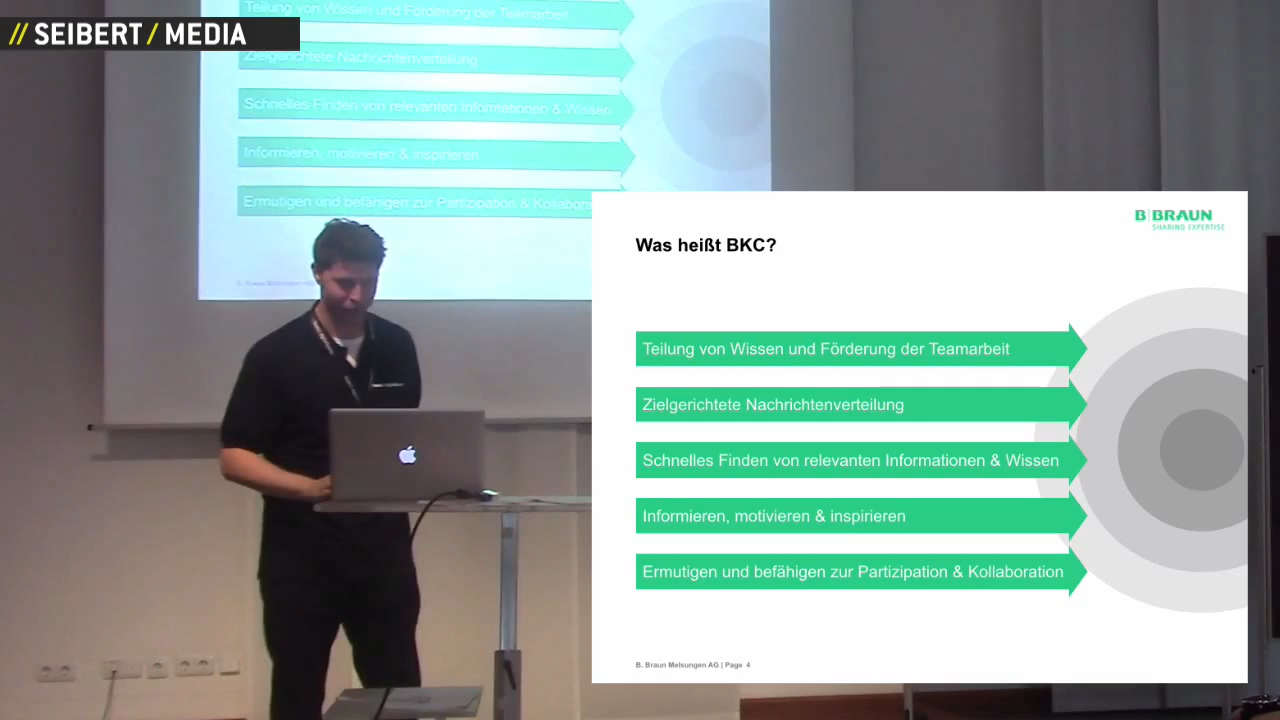 // SEIBERT / MEDIA
Teilung von Wissen und Förderung der Teamarbeit
Zielgerichtete Nachrichtenverteilung
Schnelles Finden von relevanten Informationen & Wissen
Informieren, motivieren & inspirieren
Ermutigen und befähigen zur Partizipation & Kollabora
B. Braun Melsungen AG
B BRAUN
SHARING EXPERTISE
Was heißt BKC?
Teilung von Wissen und Förderung der Teamarbeit
Zielgerichtete Nachrichtenverteilung
Schnelles Finden von relevanten Informationen & Wissen
Informieren, motivieren & inspirieren
Ermutigen und befähigen zur Partizipation & Kollaboration
B. Braun Melsungen AG | Page 4